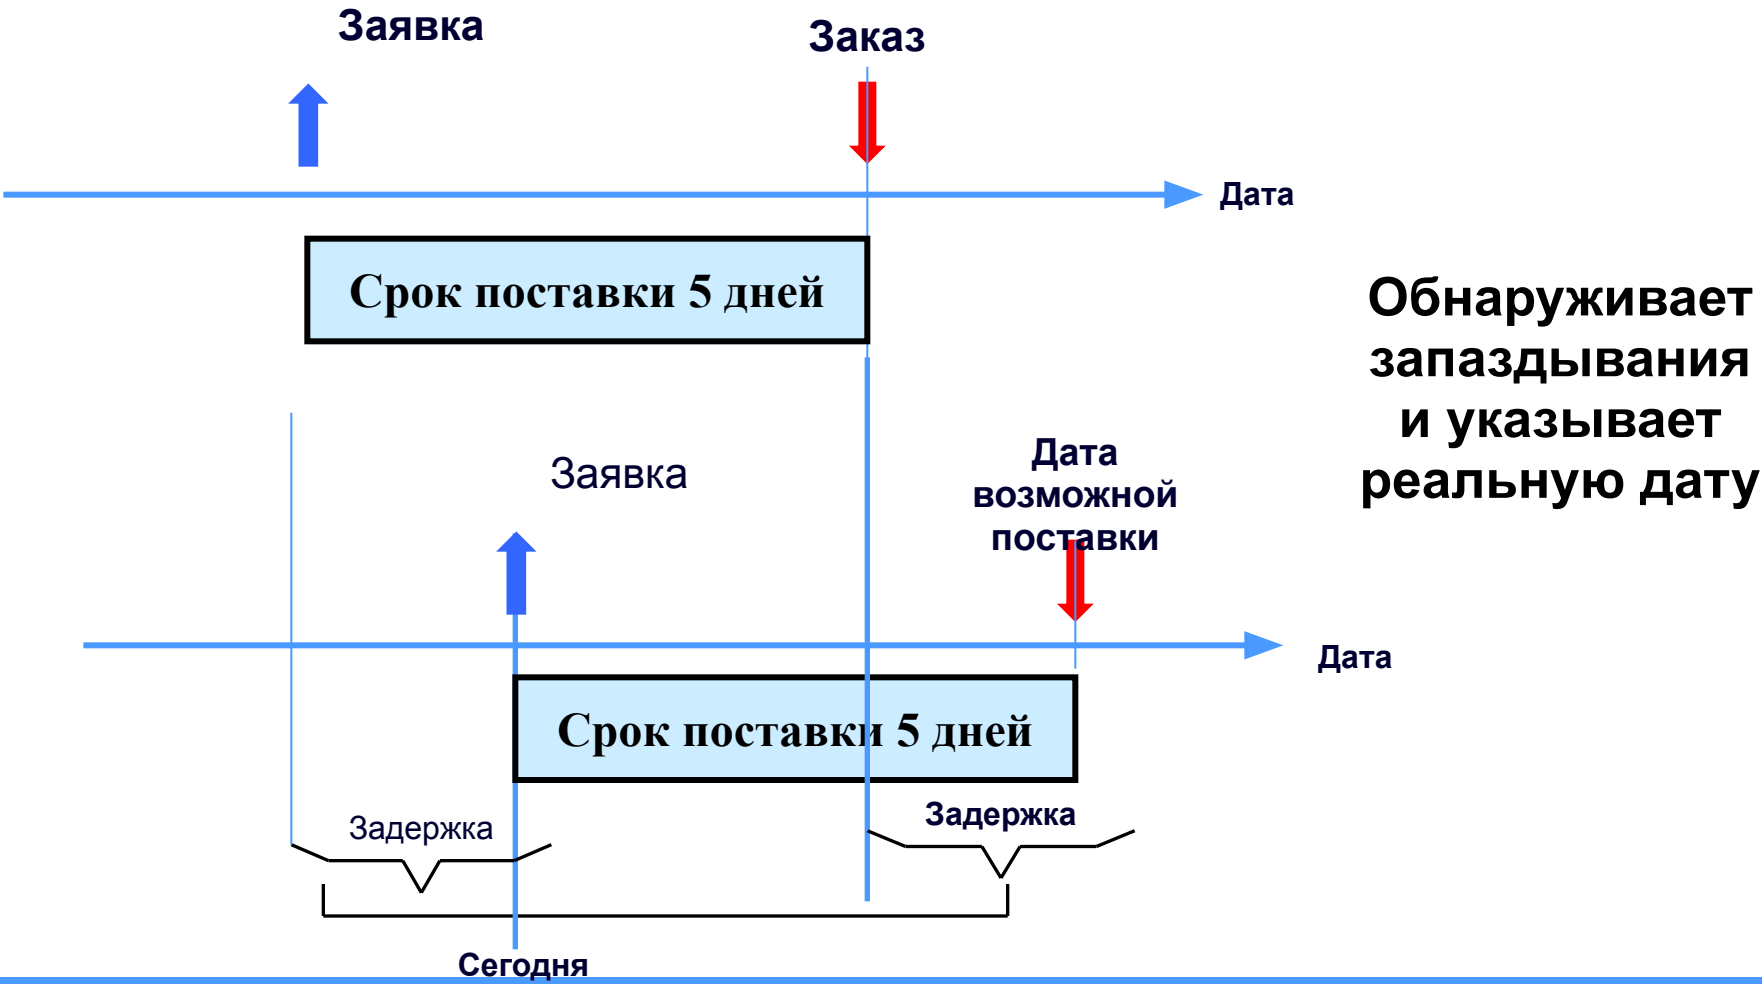 Заявка
Заказ
Дата
Срок поставки 5 дней
Обнаруживает
запаздывания
и указывает
реальную дату
Заявка
Дата
возможной
поставки
Дата
Срок поставки 5 дней
Задержка
Задержка
Сегодня